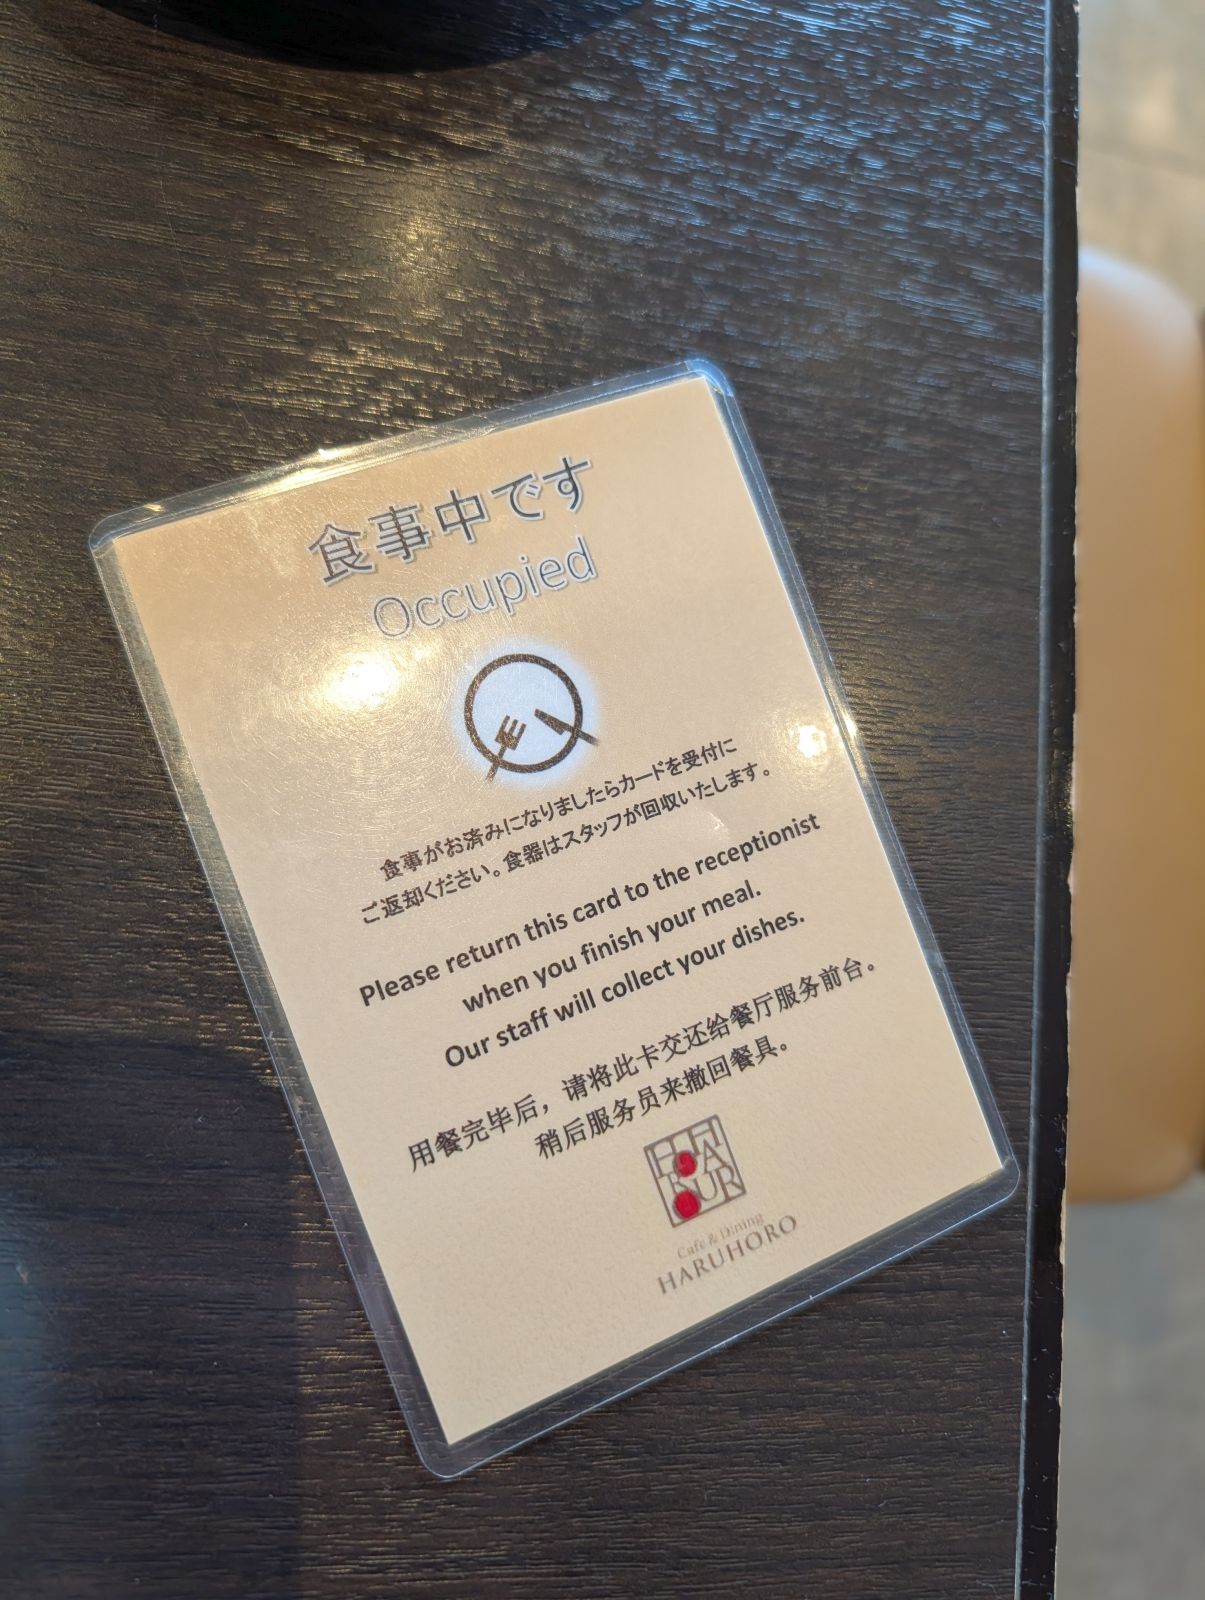 食事中です
Occupied
食事がお済みになりましたらカードを受付に
ご返却ください。食器はスタッフが回収いたします。
Please return this card to the receptionist
when you finish your meal.
Our staff will collect your dishes.
用餐完毕后，请将此卡交还给餐厅服务前台。
稍后服务员来撤回餐具。
Cafe & Dining
HARUHORO